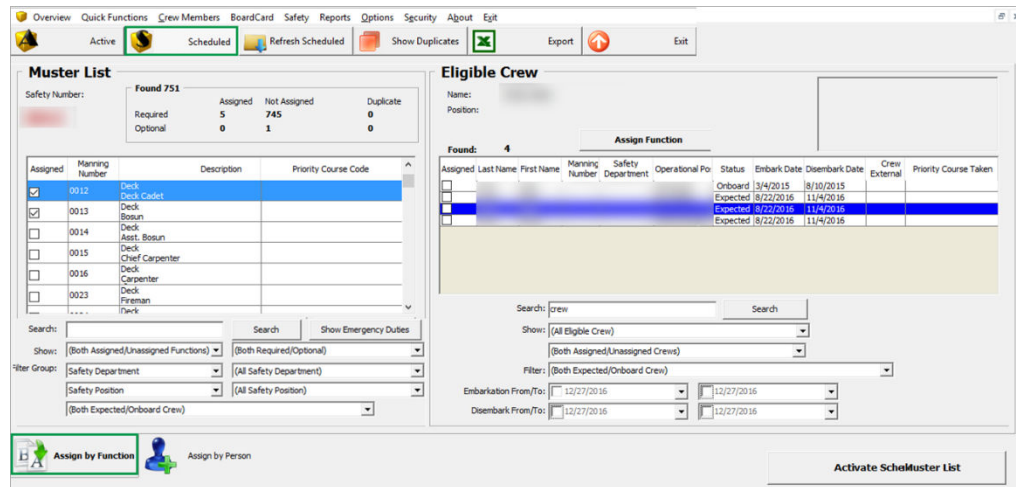 Overview Quick Functions Crew Members BoardCard Safety Reports Options Security About Exit
Active Scheduled Refresh Scheduled Show Duplicates Export Exit
Muster List
Safety Number:
Found 751
Assigned Not Assigned Duplicate
Required 5 745 0
Optional 0 1 0
Assigned Manning Number Description Priority Course Code
0012 Deck
Deck Cadet
0013 Deck
Bosun
0014 Deck
Asst. Bosun
0015 Deck
Chief Carpenter
0016 Deck
Carpenter
0023 Deck
Fireman
Deck
Search: Search Show Emergency Duties
Show: (Both Assigned/Unassigned Functions) (Both Required/Optional)
Filter Group: Safety Department (All Safety Department)
Safety Position (All Safety Position)
(Both Expected/Onboard Crew)
Eligible Crew
Name:
Position:
Assign Function
Found: 4
Assigned Last Name First Name Manning Number Safety Department Operational Po Status Embark Date Disembark Date Crew External Priority Course Taken
Onboard 3/4/2015 8/10/2015
Expected 8/22/2016 11/4/2016
Expected 8/22/2016 11/4/2016
Expected 8/22/2016 11/4/2016
Search: crew Search
Show: (All Eligible Crew)
(Both Assigned/Unassigned Crews)
Filter: (Both Expected/Onboard Crew)
Embarkation From/To: 12/27/2016 12/27/2016
Disembark From/To: 12/27/2016 12/27/2016
Assign by Function Assign by Person
Activate Muster List